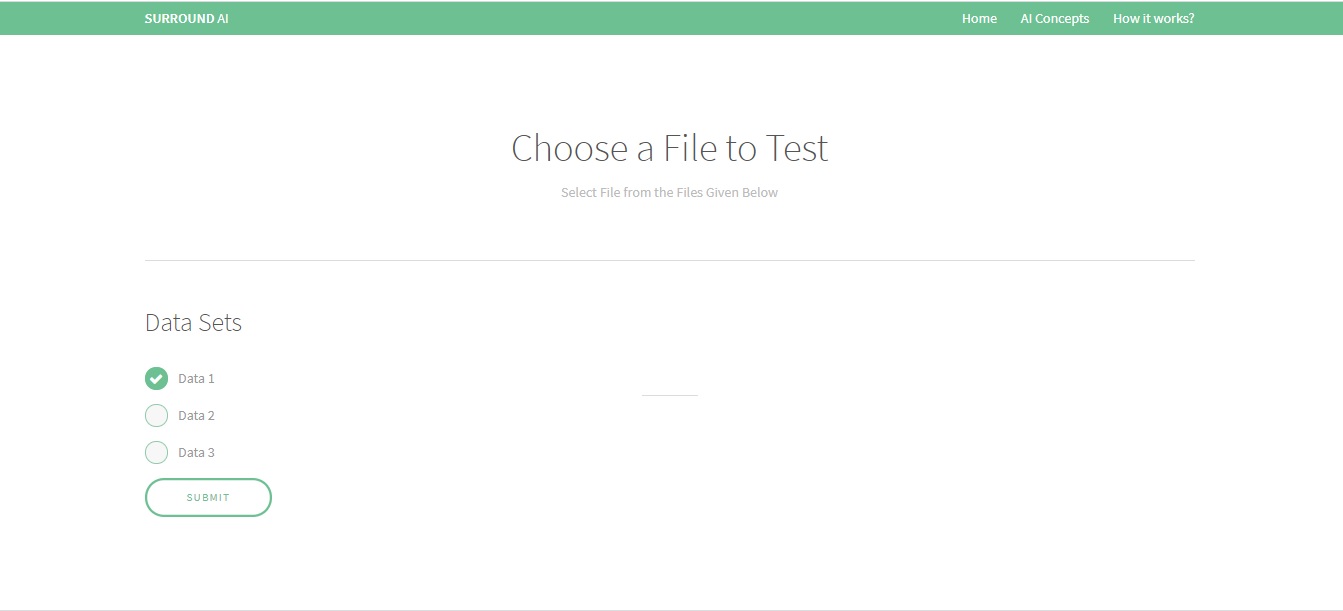 SURROUND AI
Home AI Concepts How it works?
Choose a File to Test
Select File from the Files Given Below
Data Sets
Data 1
Data 2
Data 3
SUBMIT